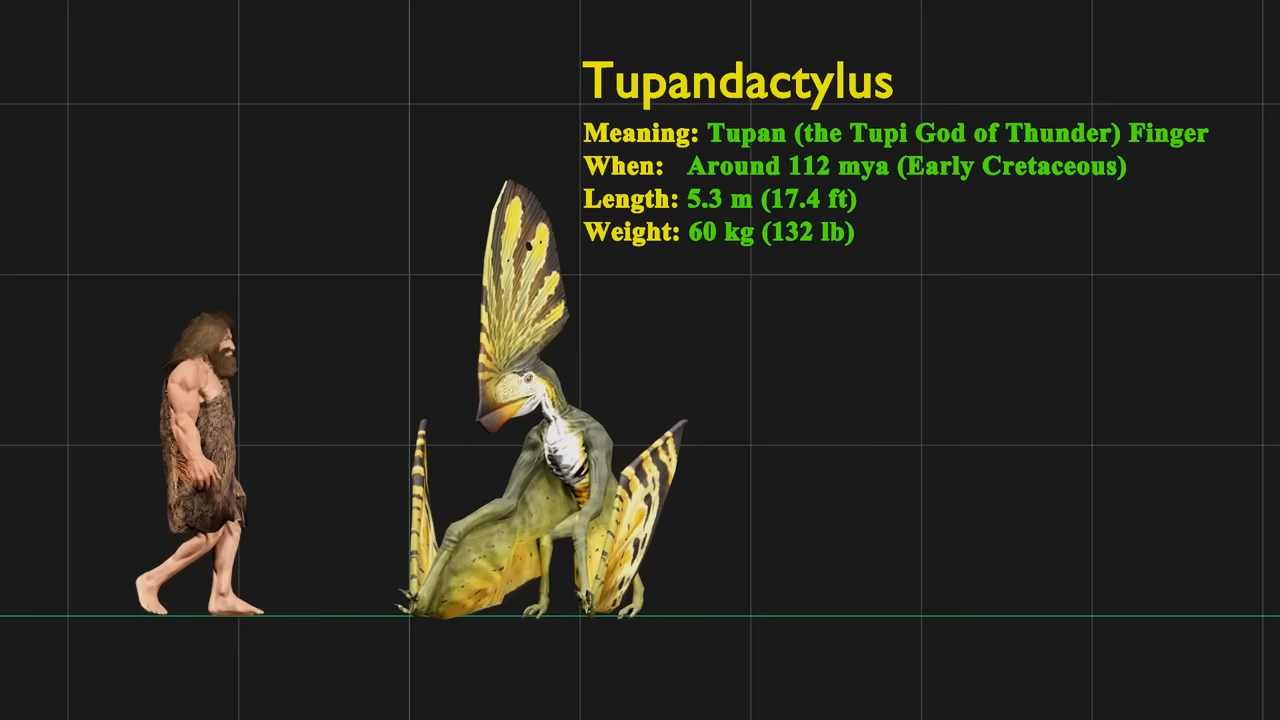 Tupandactylus
Meaning: Tupan (the Tupi God of Thunder) Finger
When: Around 112 mya (Early Cretaceous)
Length: 5.3 m (17.4 ft)
Weight: 60 kg (132 lb)